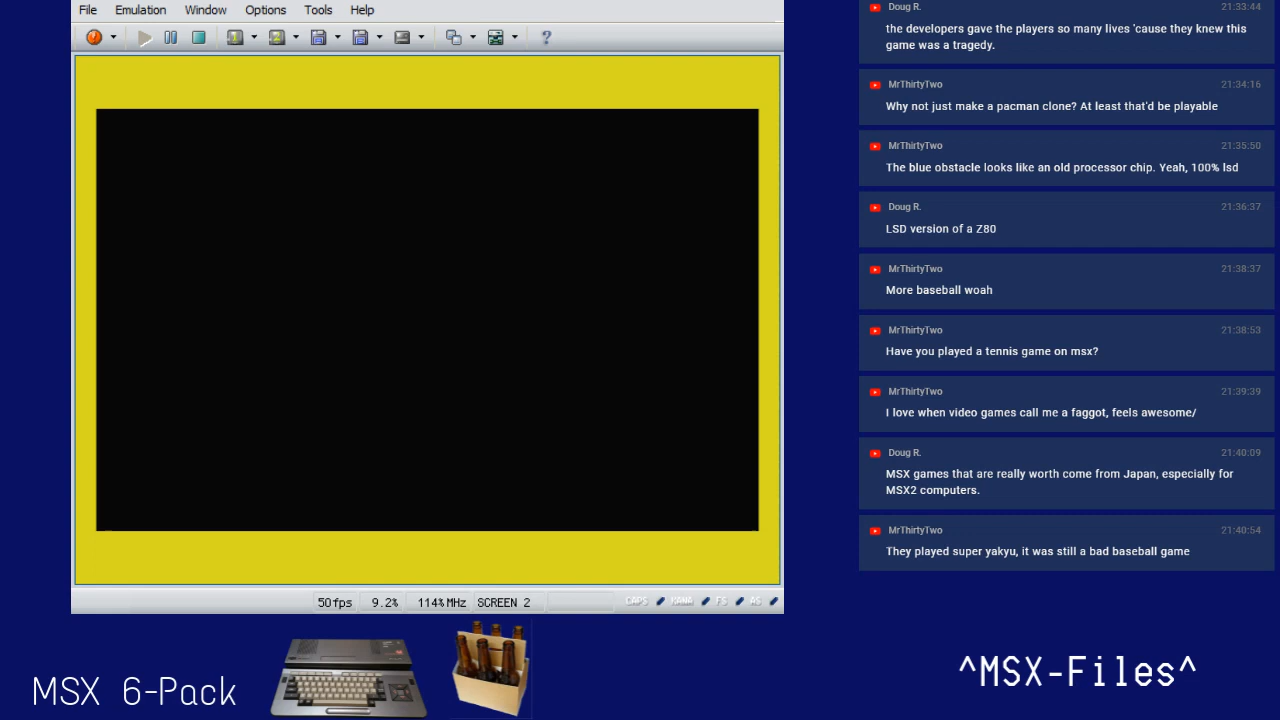 File Emulation Window Options Tools Help
50fps 9.2% 114% MHz SCREEN 2 CAPS KANA FS AS
MSX 6-Pack
Doug R. 21:33:44
the developers gave the players so many lives 'cause they knew this
game was a tragedy.
MrThirtyTwo 21:34:16
Why not just make a pacman clone? At least that'd be playable
MrThirtyTwo 21:35:50
The blue obstacle looks like an old processor chip. Yeah, 100% lsd
Doug R. 21:36:37
LSD version of a Z80
MrThirtyTwo 21:38:37
More baseball woah
MrThirtyTwo 21:38:53
Have you played a tennis game on msx?
MrThirtyTwo 21:39:39
I love when video games call me a faggot, feels awesome/
Doug R. 21:40:09
MSX games that are really worth come from Japan, especially for
MSX2 computers.
MrThirtyTwo 21:40:54
They played super yakyu, it was still a bad baseball game
^MSX-Files^